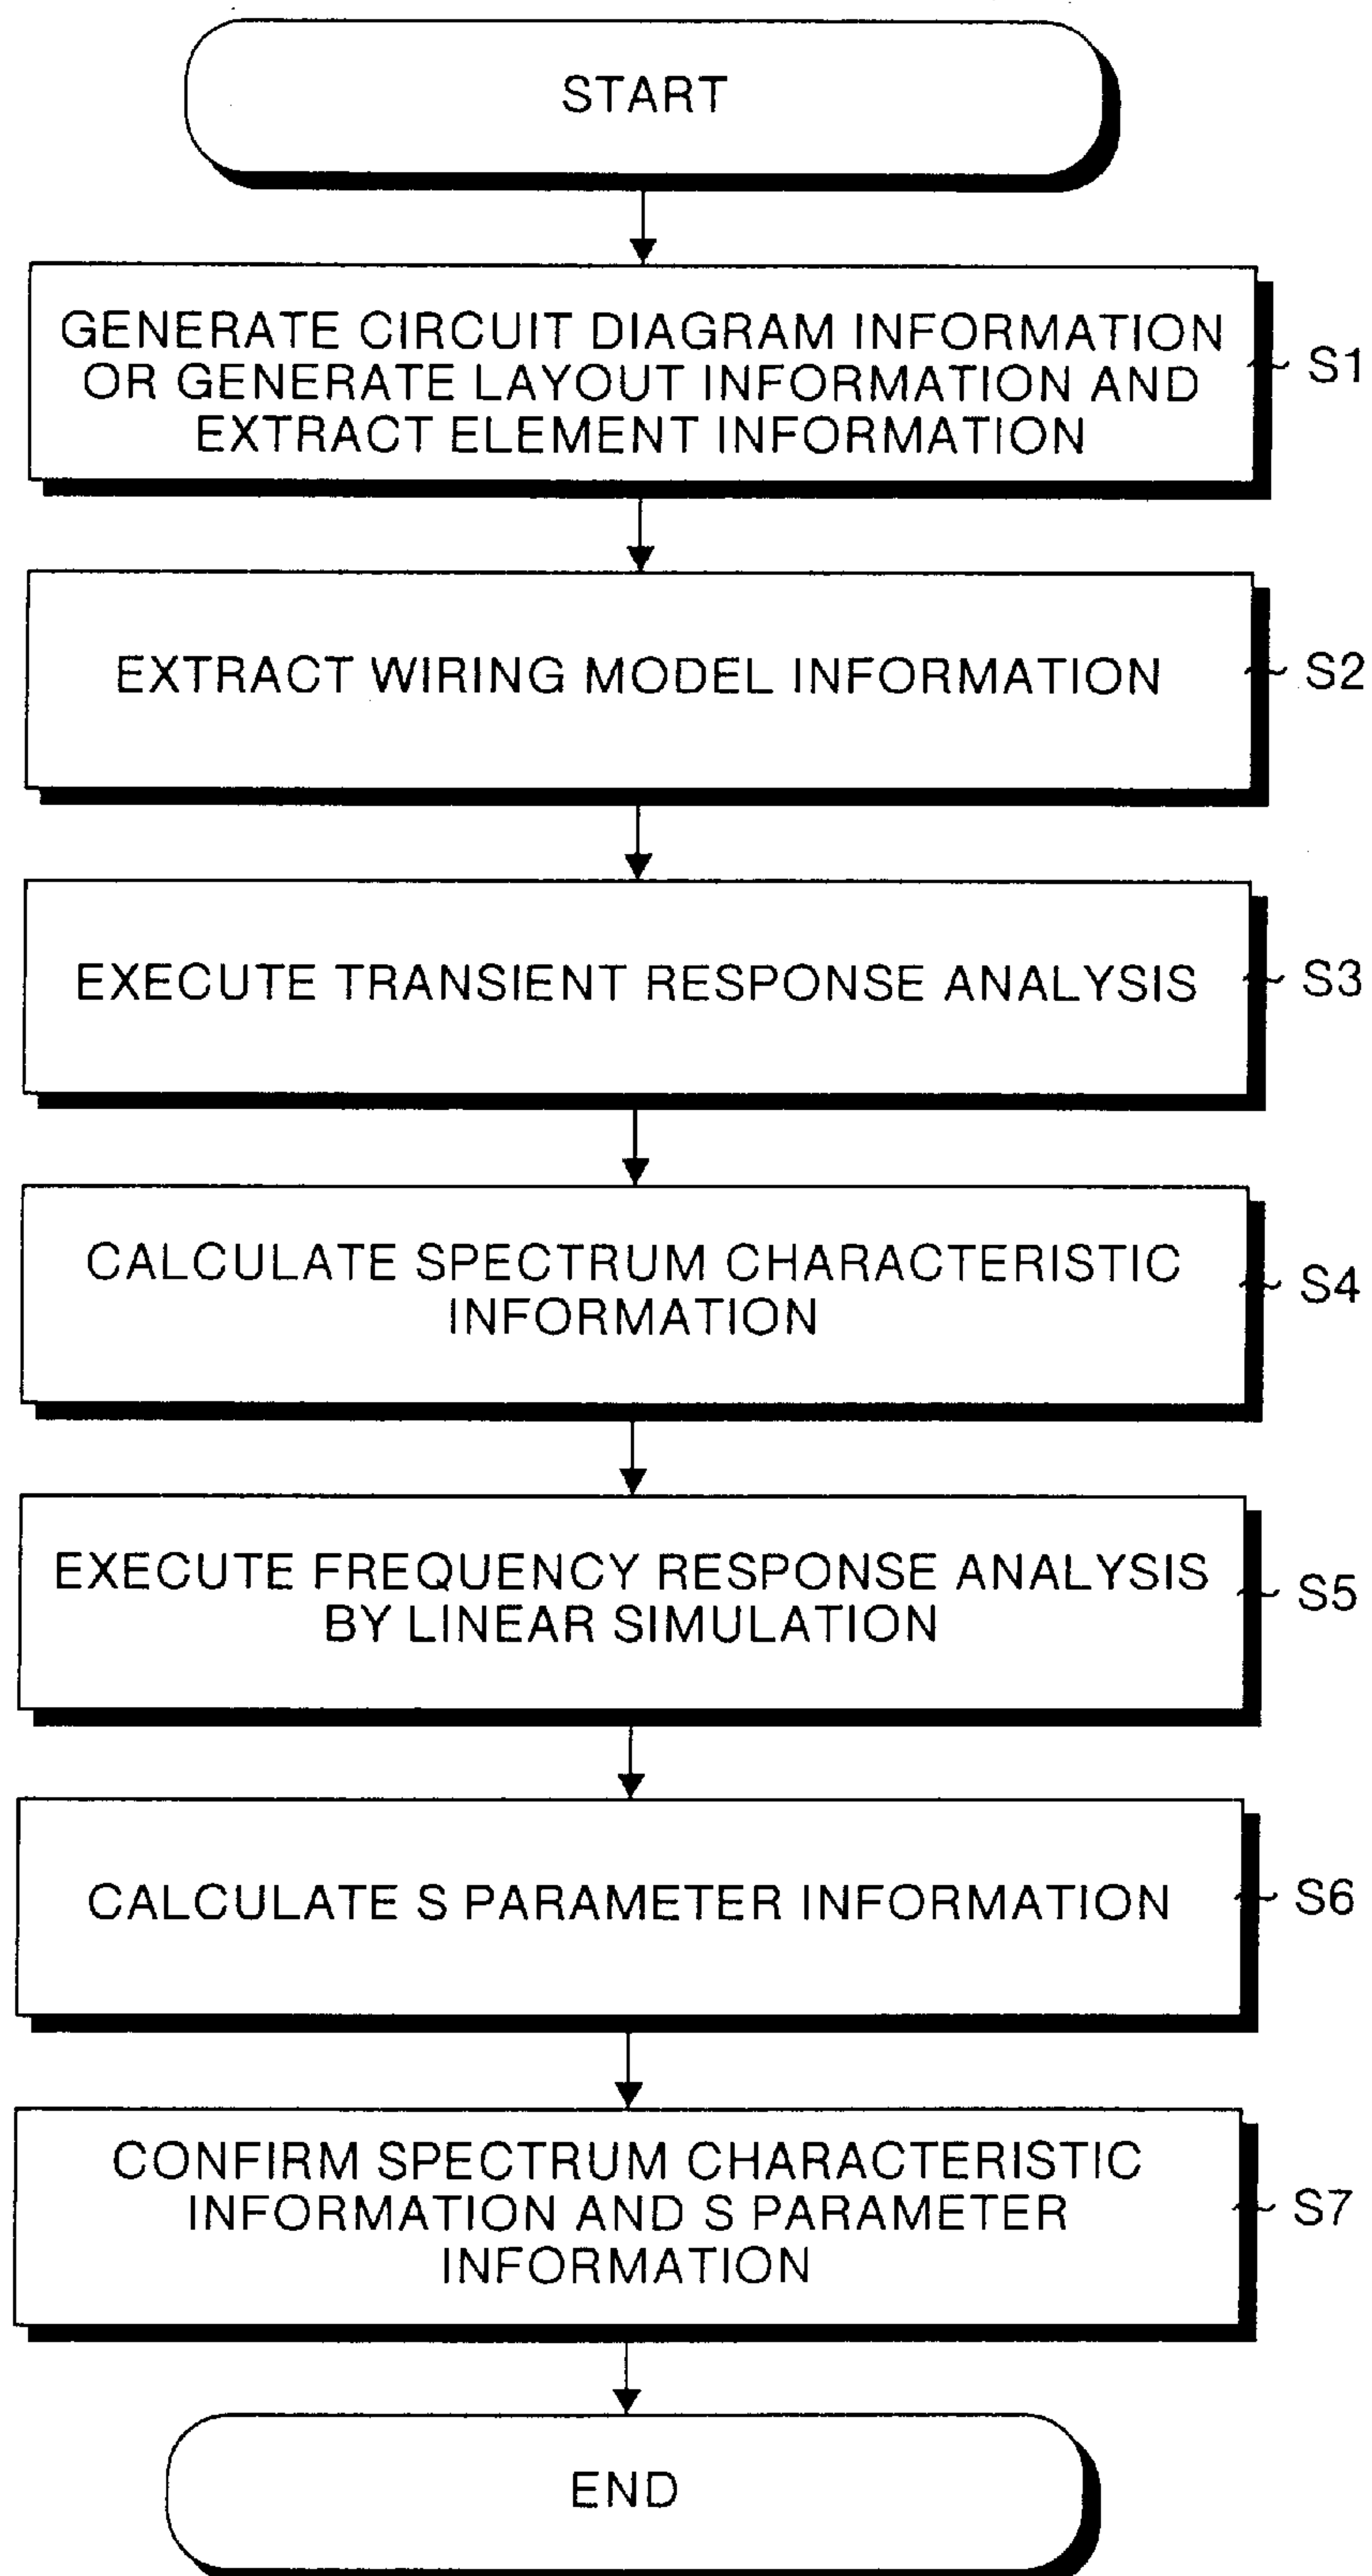 START
GENERATE CIRCUIT DIAGRAM INFORMATION
OR GENERATE LAYOUT INFORMATION AND
EXTRACT ELEMENT INFORMATION
S1
EXTRACT WIRING MODEL INFORMATION
S2
EXECUTE TRANSIENT RESPONSE ANALYSIS
S3
CALCULATE SPECTRUM CHARACTERISTIC
INFORMATION
S4
EXECUTE FREQUENCY RESPONSE ANALYSIS
BY LINEAR SIMULATION
S5
CALCULATE S PARAMETER INFORMATION
S6
CONFIRM SPECTRUM CHARACTERISTIC
INFORMATION AND S PARAMETER
INFORMATION
S7
END